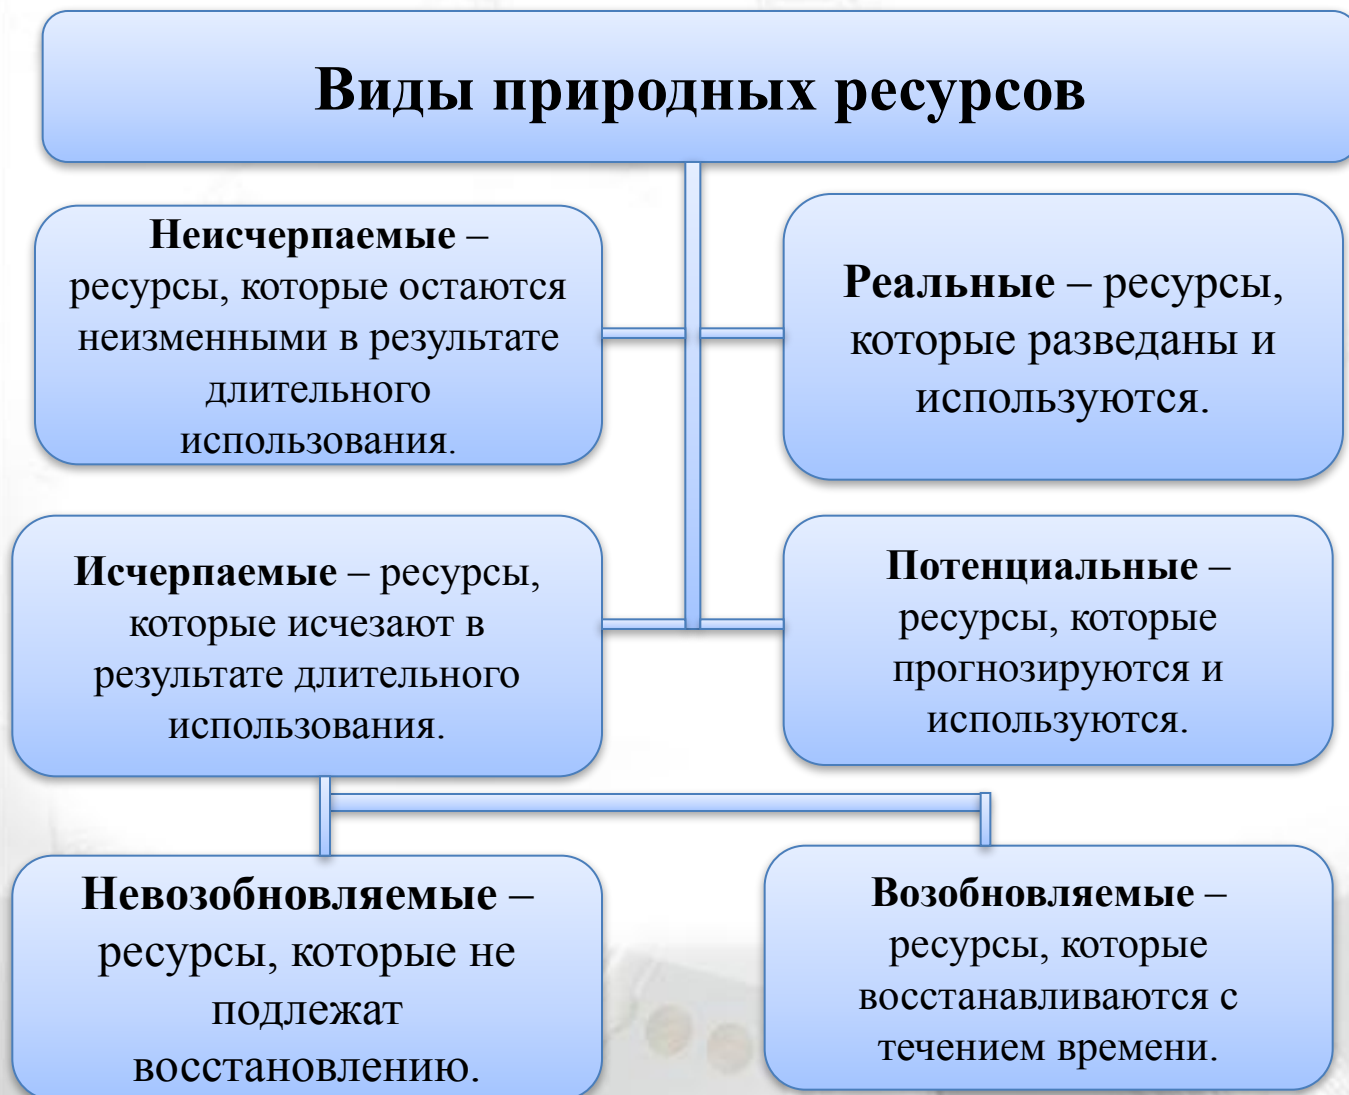 Виды природных ресурсов
Неисчерпаемые –
ресурсы, которые остаются
неизменными в результате
длительного
использования.
Реальные – ресурсы,
которые разведаны и
используются.
Исчерпаемые – ресурсы,
которые исчезают в
результате длительного
использования.
Потенциальные –
ресурсы, которые
прогнозируются и
используются.
Невозобновляемые –
ресурсы, которые не
подлежат
восстановлению.
Возобновляемые –
ресурсы, которые
восстанавливаются с
течением времени.